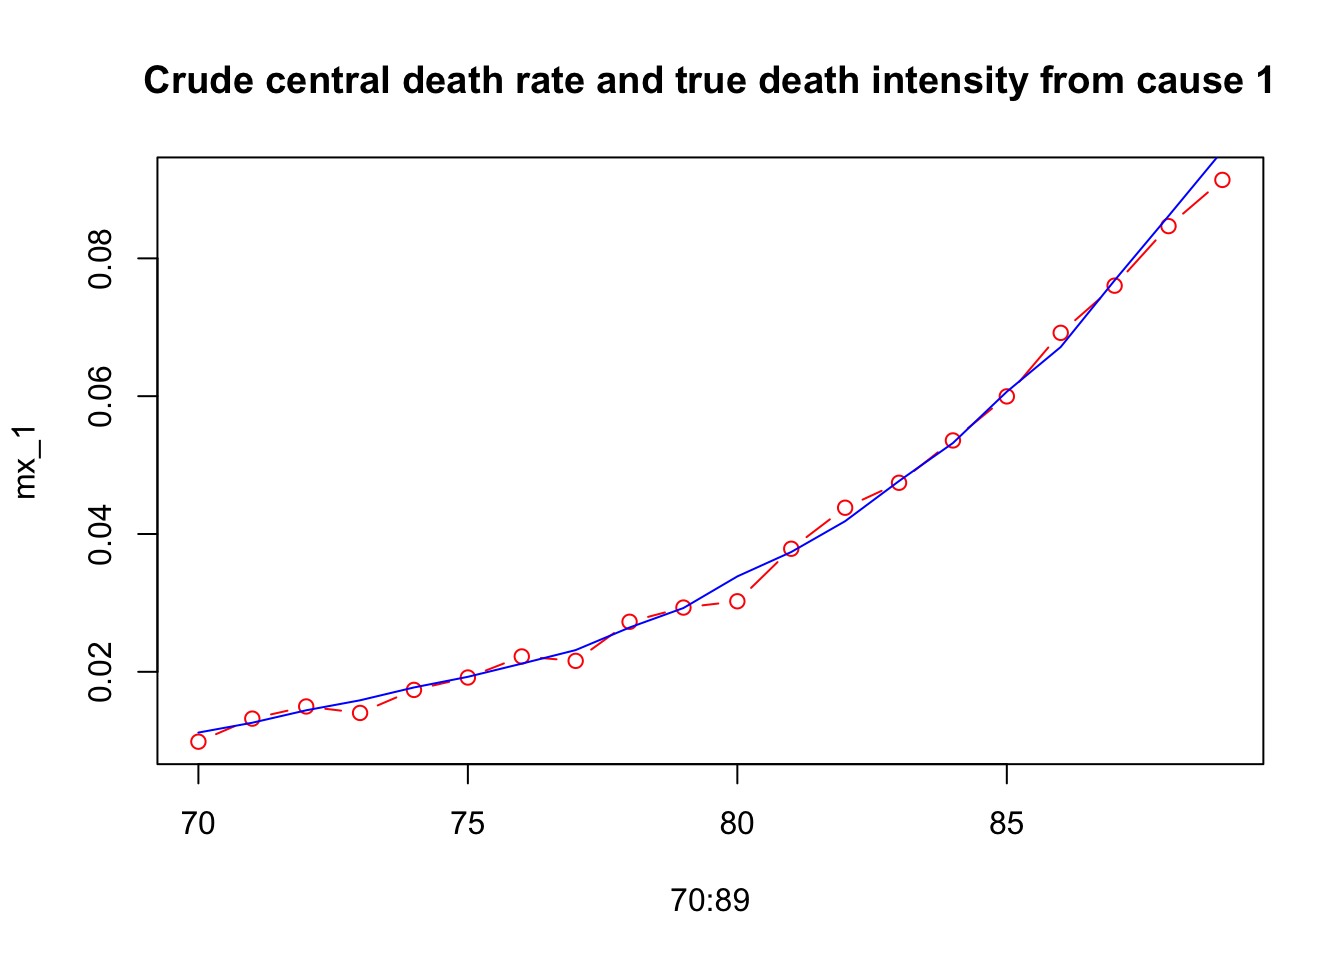 Crude central death rate and true death intensity from cause 1
mx_1
0.08
0.06
0.04
0.02
70 75 80 85
70:89